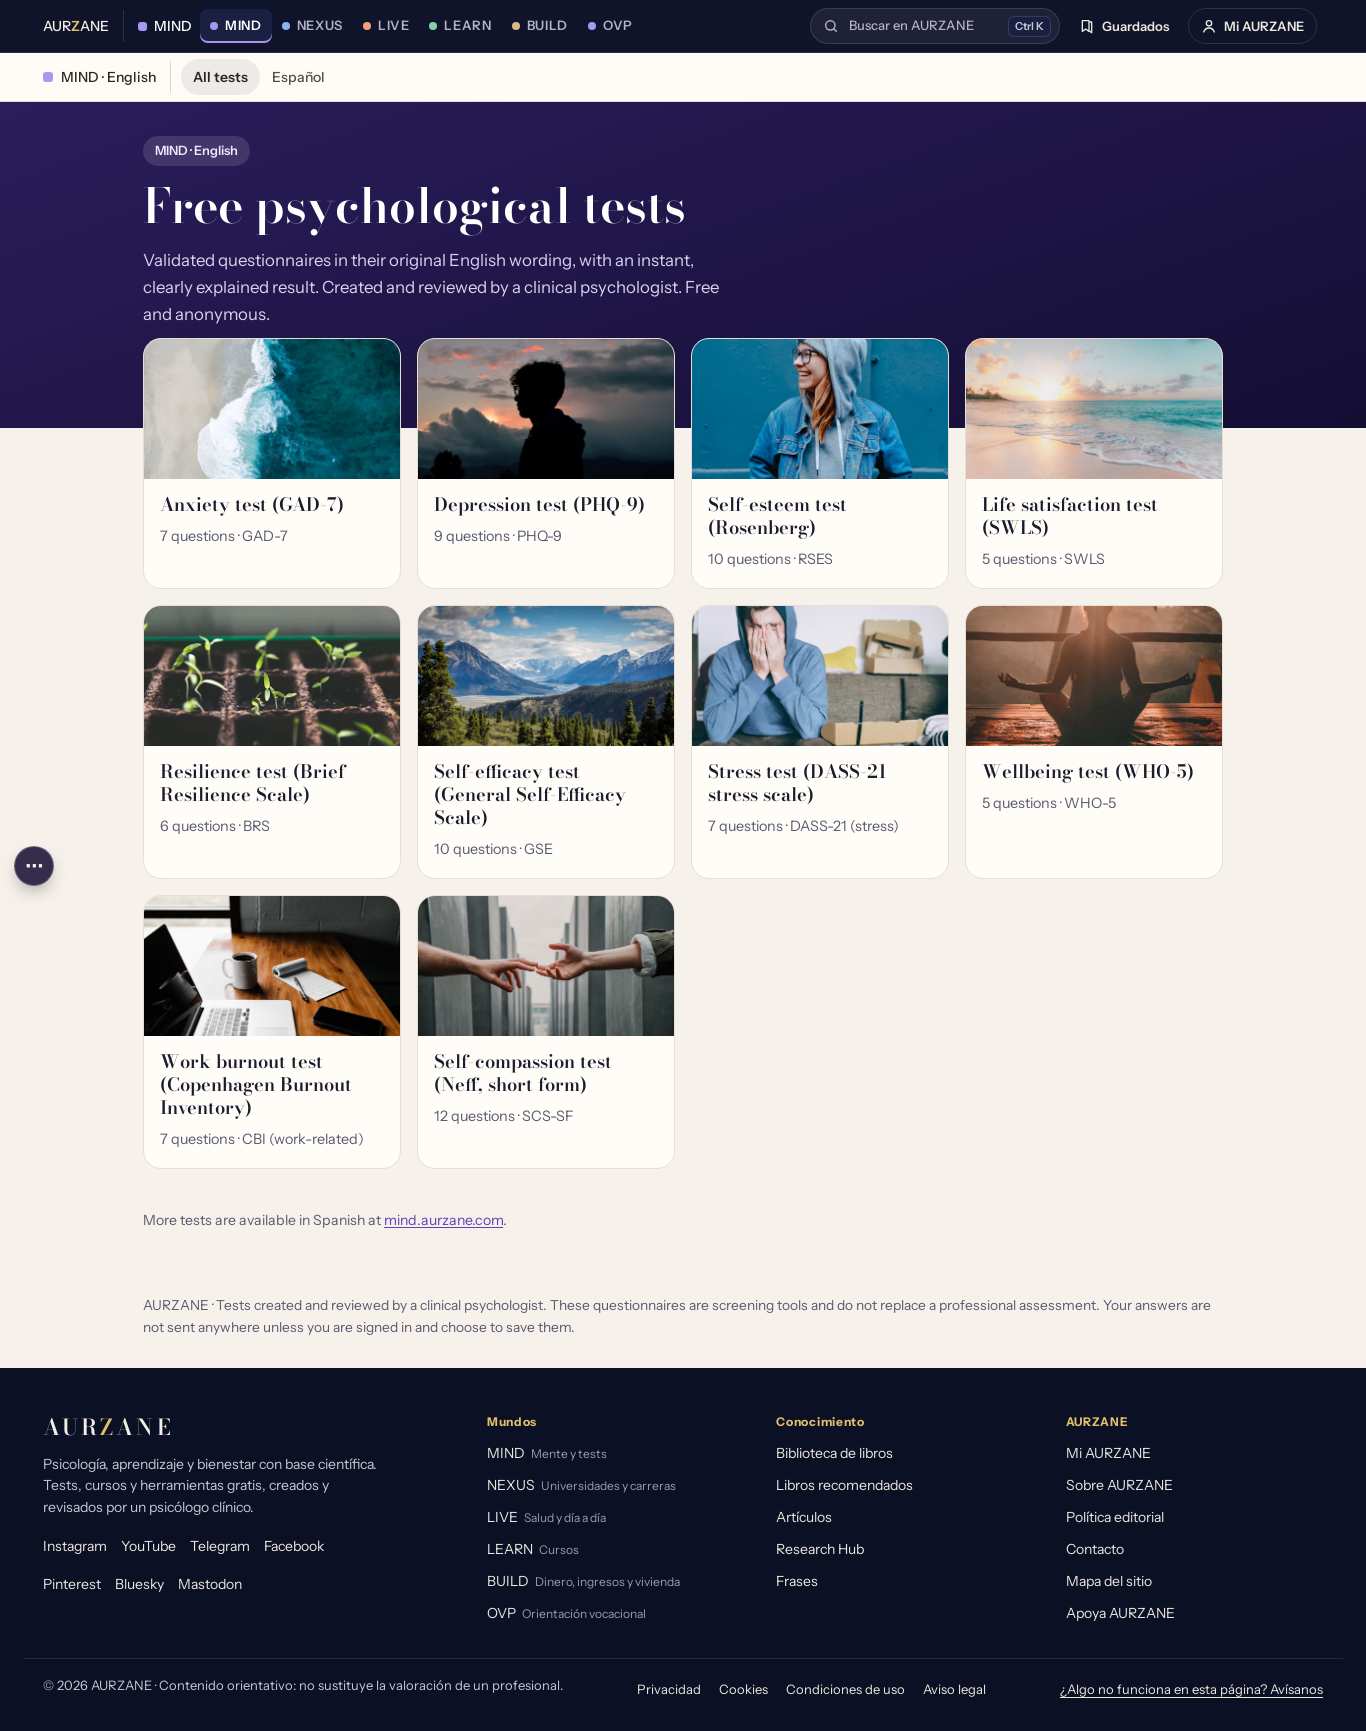 AURZANE MIND MIND NEXUS LIVE LEARN BUILD OVP Buscar en AURZANE Ctrl K Guardados Mi AURZANE
MIND · English All tests Español
MIND · English
Free psychological tests
Validated questionnaires in their original English wording, with an instant,
clearly explained result. Created and reviewed by a clinical psychologist. Free
and anonymous.
Anxiety test (GAD-7)
7 questions · GAD-7
Depression test (PHQ-9)
9 questions · PHQ-9
Self-esteem test
(Rosenberg)
10 questions · RSES
Life satisfaction test
(SWLS)
5 questions · SWLS
Resilience test (Brief
Resilience Scale)
6 questions · BRS
Self-efficacy test
(General Self-Efficacy
Scale)
10 questions · GSE
Stress test (DASS-21
stress scale)
7 questions · DASS-21 (stress)
Wellbeing test (WHO-5)
5 questions · WHO-5
Work burnout test
(Copenhagen Burnout
Inventory)
7 questions · CBI (work-related)
Self-compassion test
(Neff, short form)
12 questions · SCS-SF
More tests are available in Spanish at mind.aurzane.com.
AURZANE · Tests created and reviewed by a clinical psychologist. These questionnaires are screening tools and do not replace a professional assessment. Your answers are
not sent anywhere unless you are signed in and choose to save them.
AURZANE
Psicología, aprendizaje y bienestar con base científica.
Tests, cursos y herramientas gratis, creados y
revisados por un psicólogo clínico.
Instagram YouTube Telegram Facebook
Pinterest Bluesky Mastodon
Mundos
MIND Mente y tests
NEXUS Universidades y carreras
LIVE Salud y día a día
LEARN Cursos
BUILD Dinero, ingresos y vivienda
OVP Orientación vocacional
Conocimiento
Biblioteca de libros
Libros recomendados
Artículos
Research Hub
Frases
AURZANE
Mi AURZANE
Sobre AURZANE
Política editorial
Contacto
Mapa del sitio
Apoya AURZANE
© 2026 AURZANE · Contenido orientativo: no sustituye la valoración de un profesional.
Privacidad Cookies Condiciones de uso Aviso legal
¿Algo no funciona en esta página? Avísanos